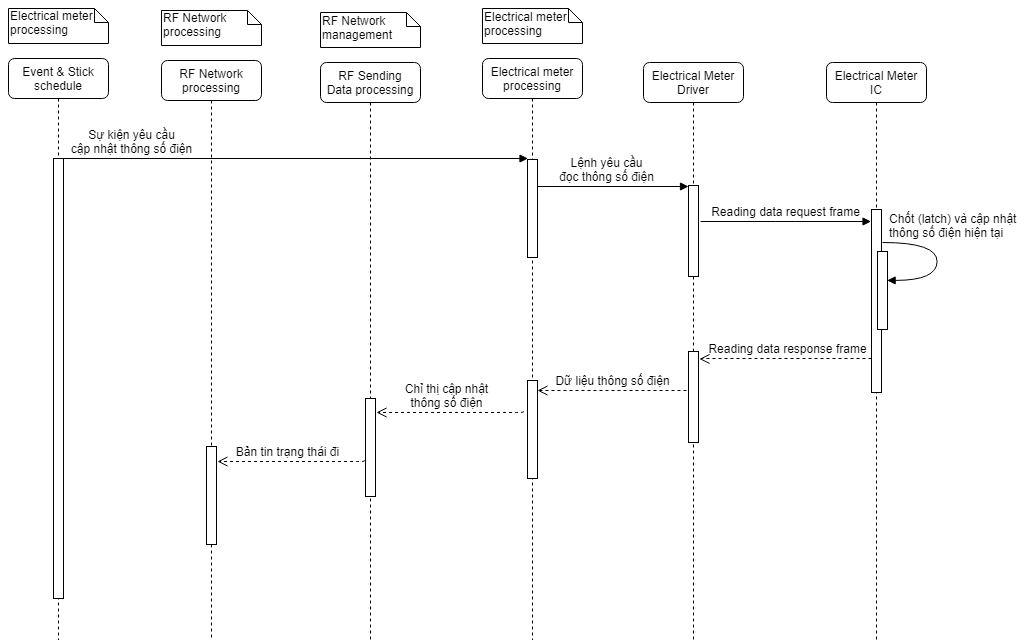 Electrical meter
processing
RF Network
processing
RF Network
management
Electrical meter
processing
Event & Stick
schedule
RF Network
processing
RF Sending
Data processing
Electrical meter
processing
Electrical Meter
Driver
Electrical Meter
IC
Sự kiện yêu cầu
cập nhật thông số điện
Lệnh yêu cầu
đọc thông số điện
Reading data request frame
Chốt (latch) và cập nhật
thông số điện hiện tại
Reading data response frame
Dữ liệu thông số điện
Chỉ thị cập nhật
thông số điện
Bản tin trạng thái đi